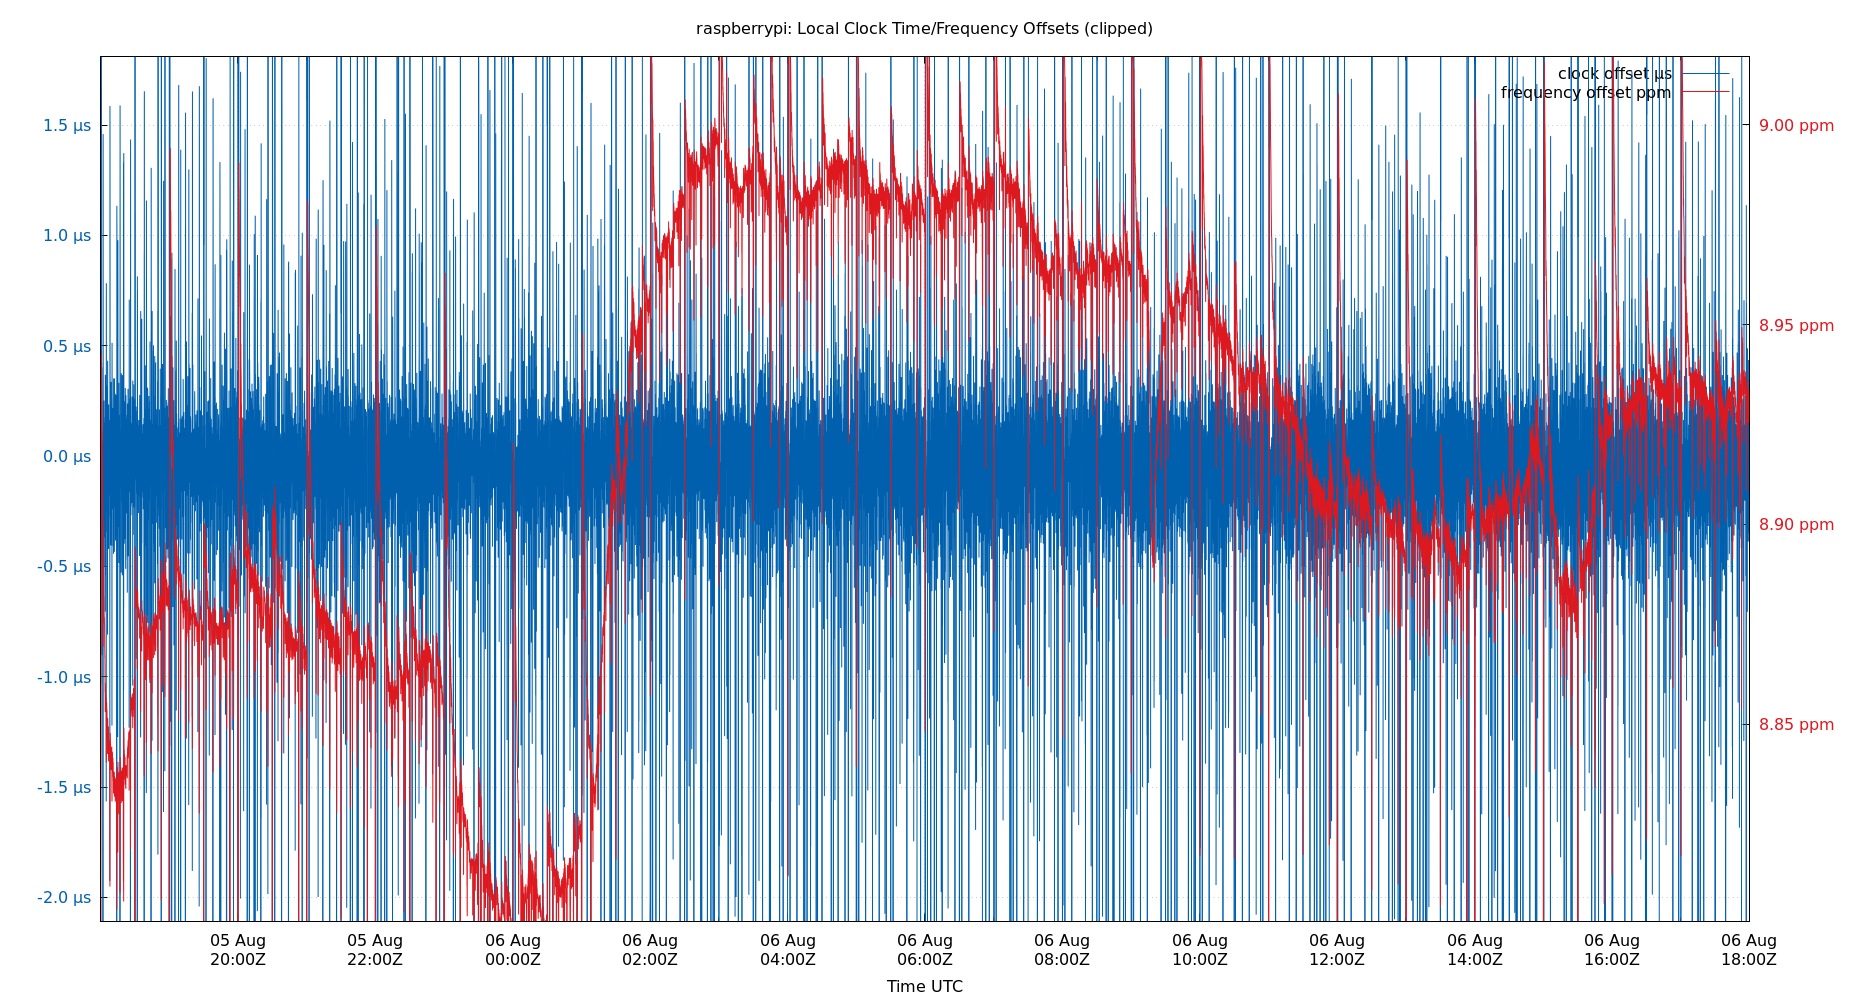 raspberrypi: Local Clock Time/Frequency Offsets (clipped)
clock offset µs
frequency offset ppm
1.5 µs
1.0 µs
0.5 µs
0.0 µs
-0.5 µs
-1.0 µs
-1.5 µs
-2.0 µs
9.00 ppm
8.95 ppm
8.90 ppm
8.85 ppm
05 Aug
20:00Z
05 Aug
22:00Z
06 Aug
00:00Z
06 Aug
02:00Z
06 Aug
04:00Z
06 Aug
06:00Z
06 Aug
08:00Z
06 Aug
10:00Z
06 Aug
12:00Z
06 Aug
14:00Z
06 Aug
16:00Z
06 Aug
18:00Z
Time UTC